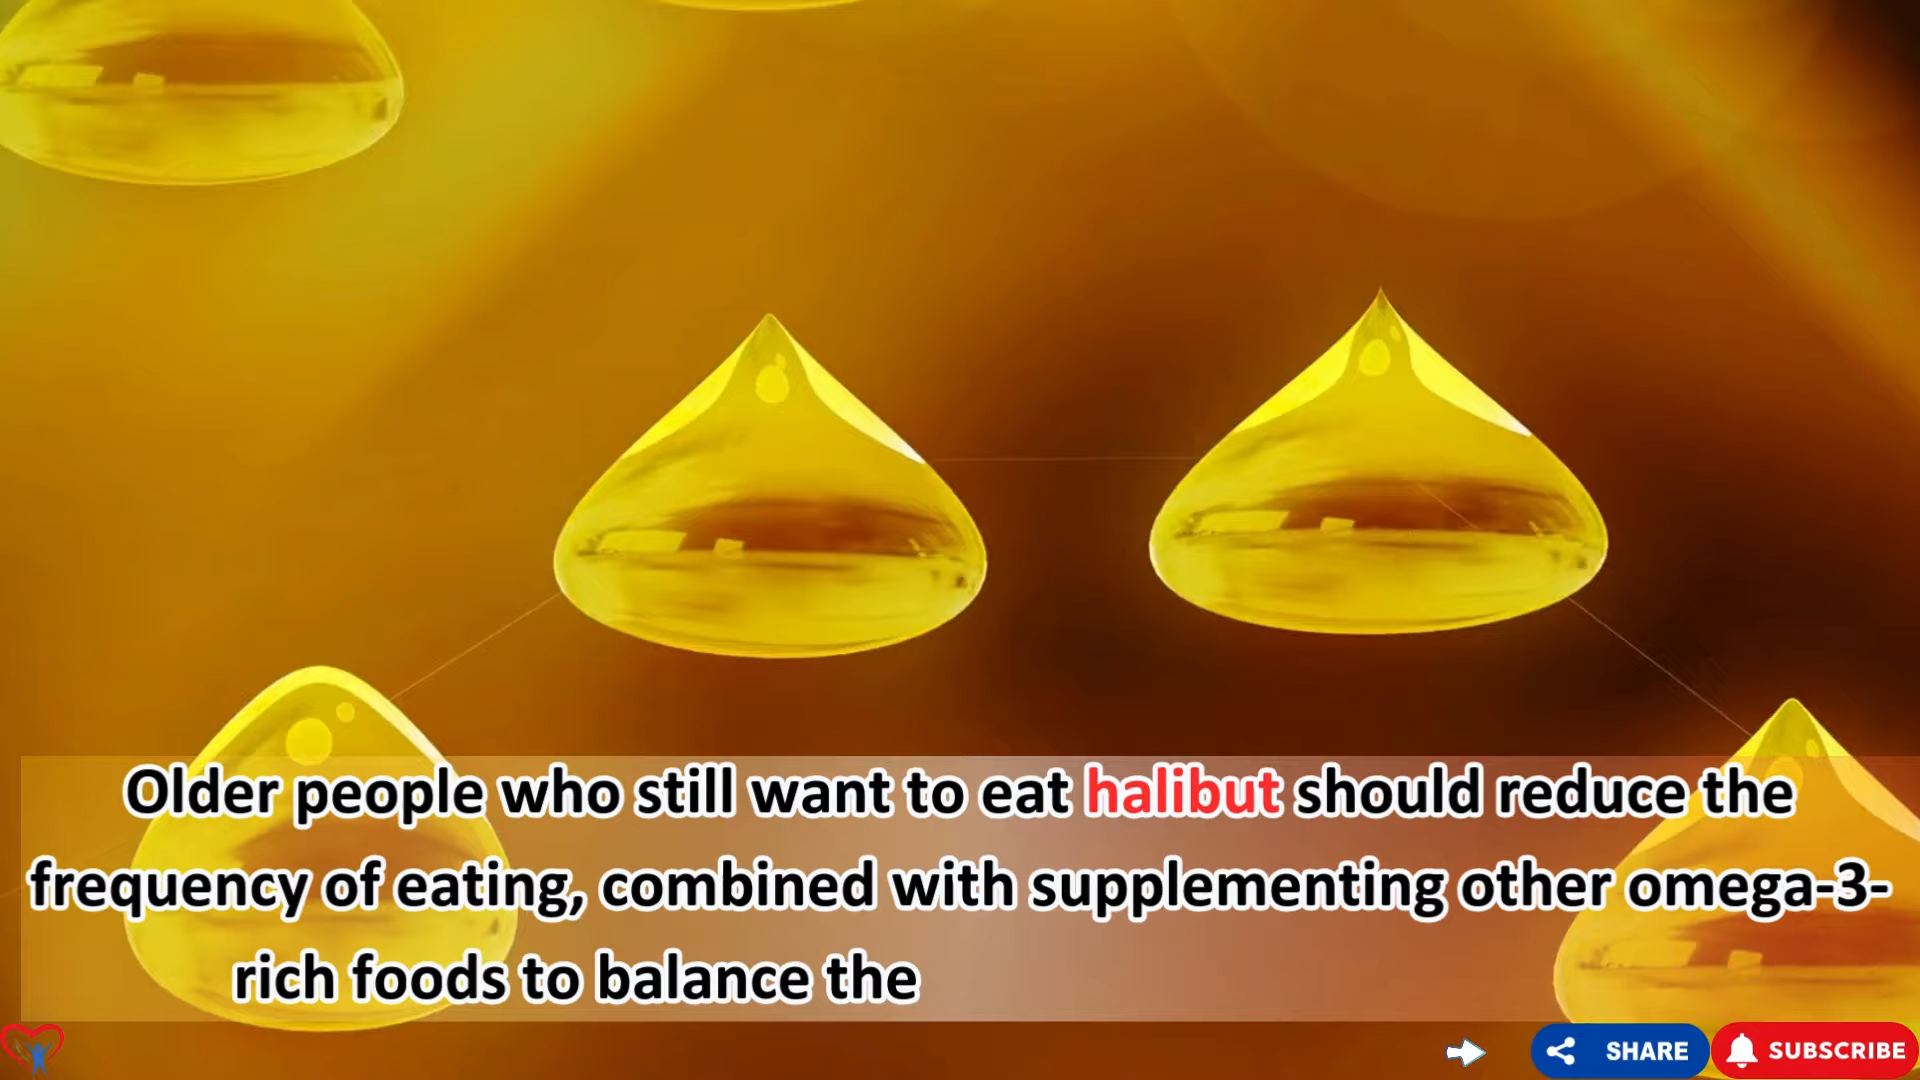 Older people who still want to eat halibut should reduce the
frequency of eating, combined with supplementing other omega-3-
rich foods to balance the
SHARE
SUBSCRIBE